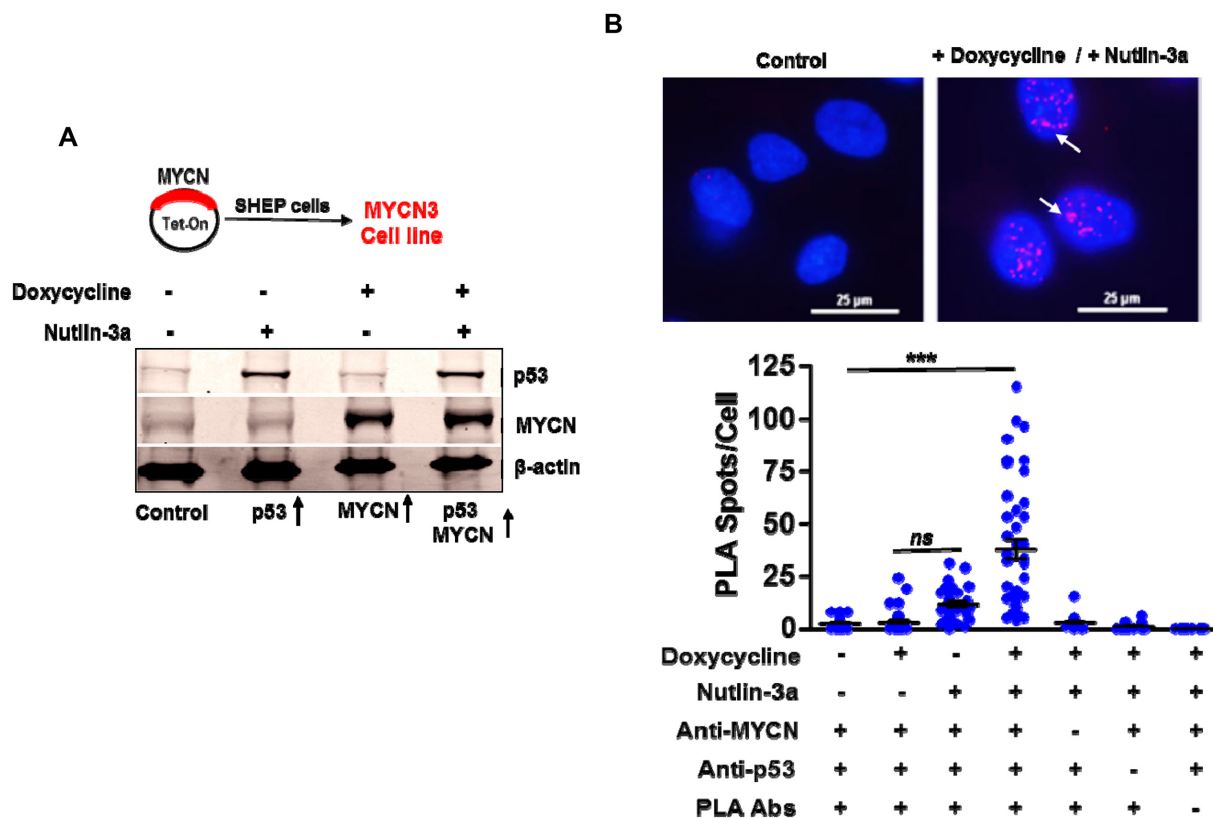 A
MYCN
Tet-On
SHEP cells
MYCN3
Cell line
Doxycycline - - + +
Nutlin-3a - + - +
p53
MYCN
β-actin
Control p53 MYCN p53
MYCN
B
Control + Doxycycline / + Nutlin-3a
25 µm 25 µm
PLA Spots/Cell
125
100
75
50
25
0
***
ns
Doxycycline - + - + + + +
Nutlin-3a - - + + + + +
Anti-MYCN + + + + - + +
Anti-p53 + + + + + - +
PLA Abs + + + + + + -